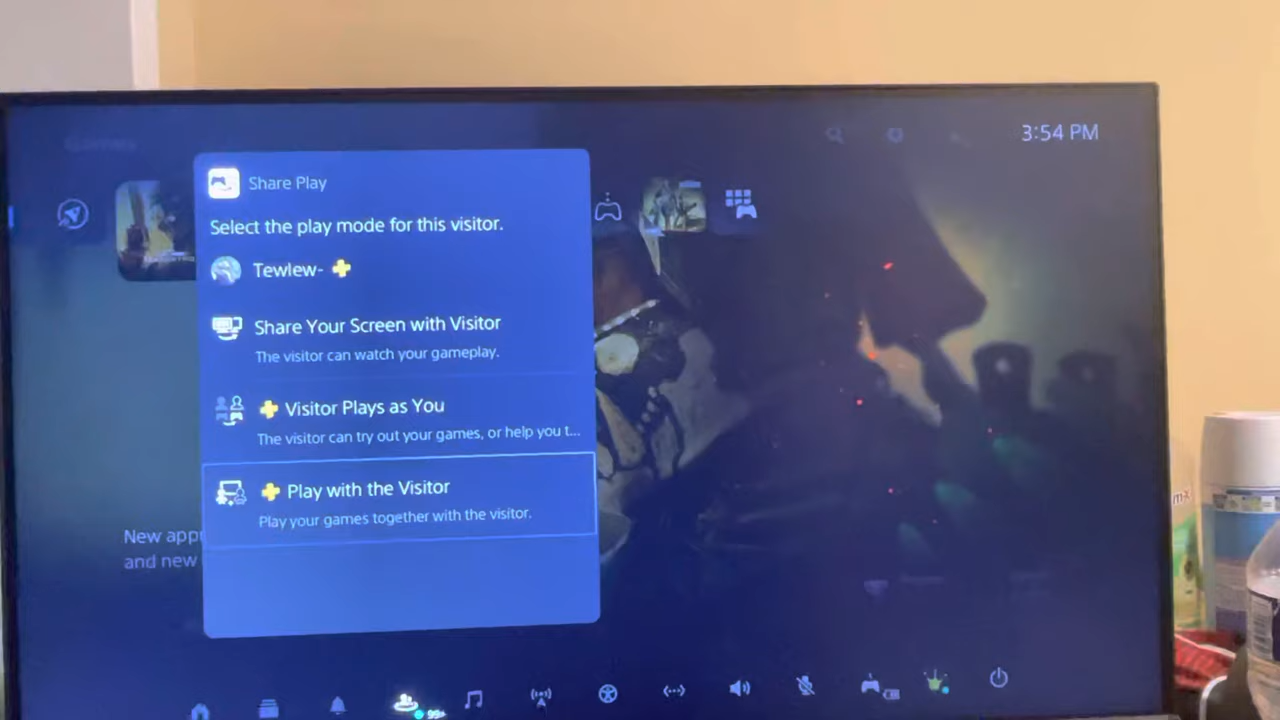 3:54 PM
Share Play
Select the play mode for this visitor.
Tewlew-
Share Your Screen with Visitor
The visitor can watch your gameplay.
Visitor Plays as You
The visitor can try out your games, or help you t...
Play with the Visitor
Play your games together with the visitor.
New
and new
99+